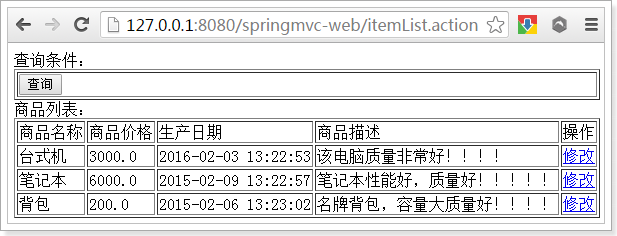 127.0.0.1:8080/springmvc-web/itemList.action
查询条件：
查询
商品列表：
商品名称 商品价格 生产日期 商品描述 操作
台式机 3000.0 2016-02-03 13:22:53 该电脑质量非常好！！！！ 修改
笔记本 6000.0 2015-02-09 13:22:57 笔记本性能好，质量好！！！！！ 修改
背包 200.0 2015-02-06 13:23:02 名牌背包，容量大质量好！！！！ 修改